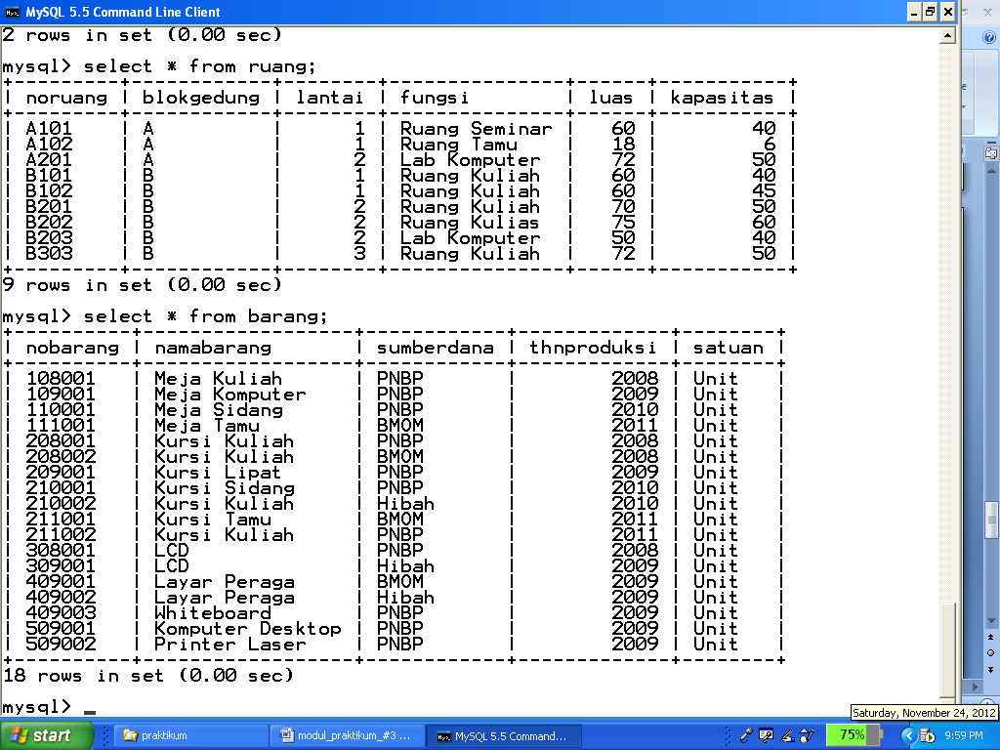 MySQL 5.5 Command Line Client
2 rows in set (0.00 sec)
mysql> select * from ruang;
| noruang | blokgedung | lantai | fungsi | luas | kapasitas |
| A101 | A | 1 | Ruang Seminar | 60 | 40 |
| A102 | A | 1 | Ruang Tamu | 18 | 6 |
| A201 | A | 2 | Lab Komputer | 72 | 50 |
| B101 | B | 1 | Ruang Kuliah | 60 | 40 |
| B102 | B | 1 | Ruang Kuliah | 60 | 45 |
| B201 | B | 2 | Ruang Kuliah | 70 | 50 |
| B202 | B | 2 | Ruang Kulias | 75 | 60 |
| B203 | B | 2 | Lab Komputer | 50 | 40 |
| B303 | B | 3 | Ruang Kuliah | 72 | 50 |
9 rows in set (0.00 sec)
mysql> select * from barang;
| nobarang | namabarang | sumberdana | thnproduksi | satuan |
| 108001 | Meja Kuliah | PNBP | 2008 | Unit |
| 109001 | Meja Komputer | PNBP | 2009 | Unit |
| 110001 | Meja Sidang | PNBP | 2010 | Unit |
| 111001 | Meja Tamu | BMOM | 2011 | Unit |
| 208001 | Kursi Kuliah | PNBP | 2008 | Unit |
| 208002 | Kursi Kuliah | BMOM | 2008 | Unit |
| 209001 | Kursi Lipat | PNBP | 2009 | Unit |
| 210001 | Kursi Sidang | PNBP | 2010 | Unit |
| 210002 | Kursi Kuliah | Hibah | 2010 | Unit |
| 211001 | Kursi Tamu | BMOM | 2011 | Unit |
| 211002 | Kursi Kuliah | PNBP | 2011 | Unit |
| 308001 | LCD | PNBP | 2008 | Unit |
| 309001 | LCD | Hibah | 2009 | Unit |
| 409001 | Layar Peraga | BMOM | 2009 | Unit |
| 409002 | Layar Peraga | Hibah | 2009 | Unit |
| 409003 | Whiteboard | PNBP | 2009 | Unit |
| 509001 | Komputer Desktop | PNBP | 2009 | Unit |
| 509002 | Printer Laser | PNBP | 2009 | Unit |
18 rows in set (0.00 sec)
mysql> _
Saturday, November 24, 2012
start praktikum modul_praktikum_#3 ... MySQL 5.5 Command... 75% 9:59 PM